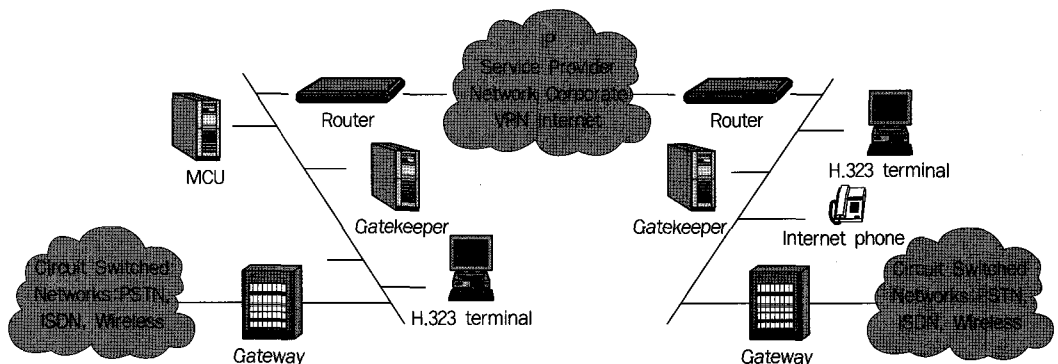 IP
Service Provider
Network Corporate
VPN Internet
Router
Router
MCU
H.323 terminal
Gatekeeper
Gatekeeper
Internet phone
Circuit Switched
Networks:PSTN,
ISDN, Wireless
Circuit Switched
Networks:PSTN,
ISDN, Wireless
H.323 terminal
Gateway
Gateway